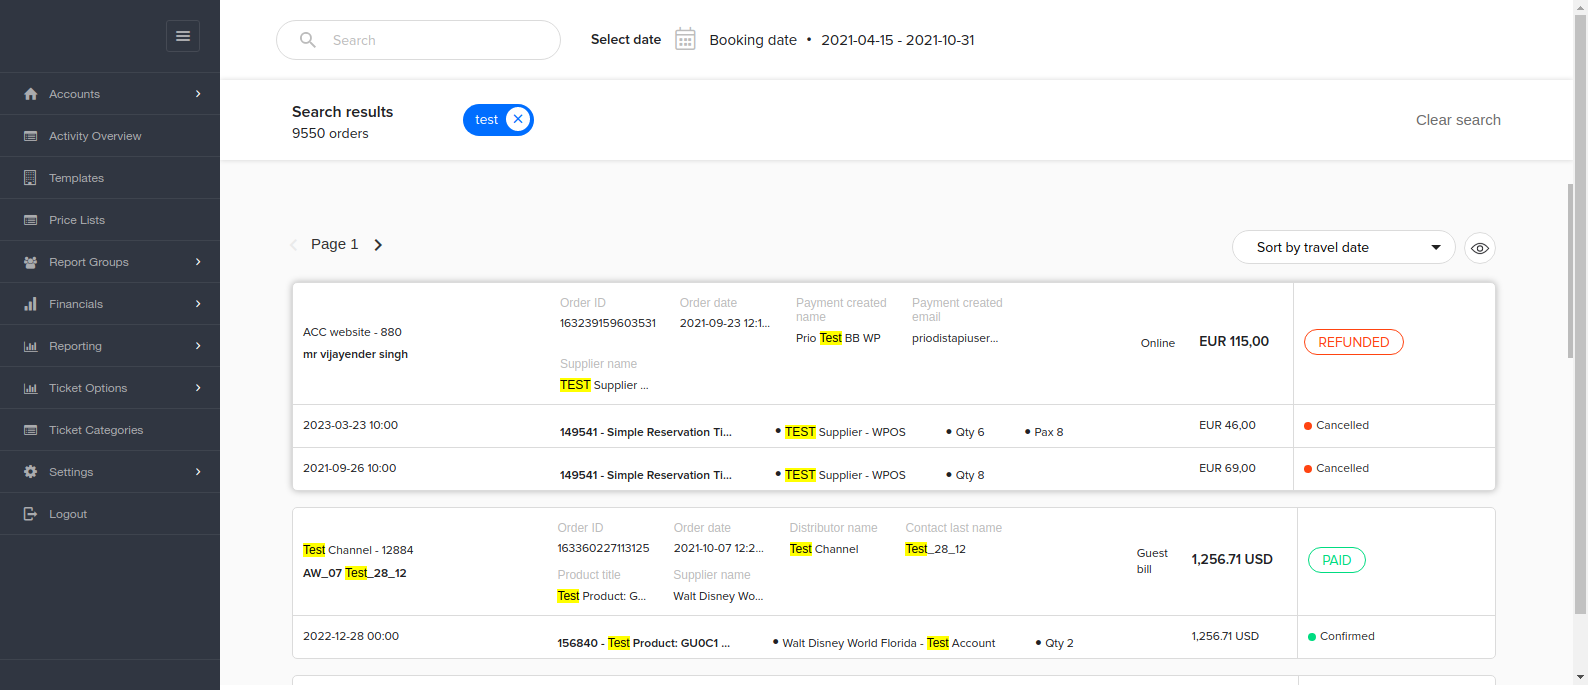 Search
Select date
Booking date • 2021-04-15 - 2021-10-31
Accounts
Activity Overview
Templates
Price Lists
Report Groups
Financials
Reporting
Ticket Options
Ticket Categories
Settings
Logout
Search results
9550 orders
test
Clear search
Page 1
Sort by travel date
ACC website - 880
mr vijayender singh
Order ID
163239159603531
Order date
2021-09-23 12:1...
Payment created
name
Prio Test BB WP
Payment created
email
priodistapiuser...
Supplier name
TEST Supplier ...
Online
EUR 115,00
REFUNDED
2023-03-23 10:00
149541 - Simple Reservation Ti...
• TEST Supplier - WPOS
• Qty 6
• Pax 8
EUR 46,00
Cancelled
2021-09-26 10:00
149541 - Simple Reservation Ti...
• TEST Supplier - WPOS
• Qty 8
EUR 69,00
Cancelled
Test Channel - 12884
AW_07 Test_28_12
Order ID
163360227113125
Order date
2021-10-07 12:2...
Distributor name
Test Channel
Contact last name
Test_28_12
Product title
Test Product: G...
Supplier name
Walt Disney Wo...
Guest
bill
1,256.71 USD
PAID
2022-12-28 00:00
156840 - Test Product: GU0C1 ...
• Walt Disney World Florida - Test Account
• Qty 2
1,256.71 USD
Confirmed